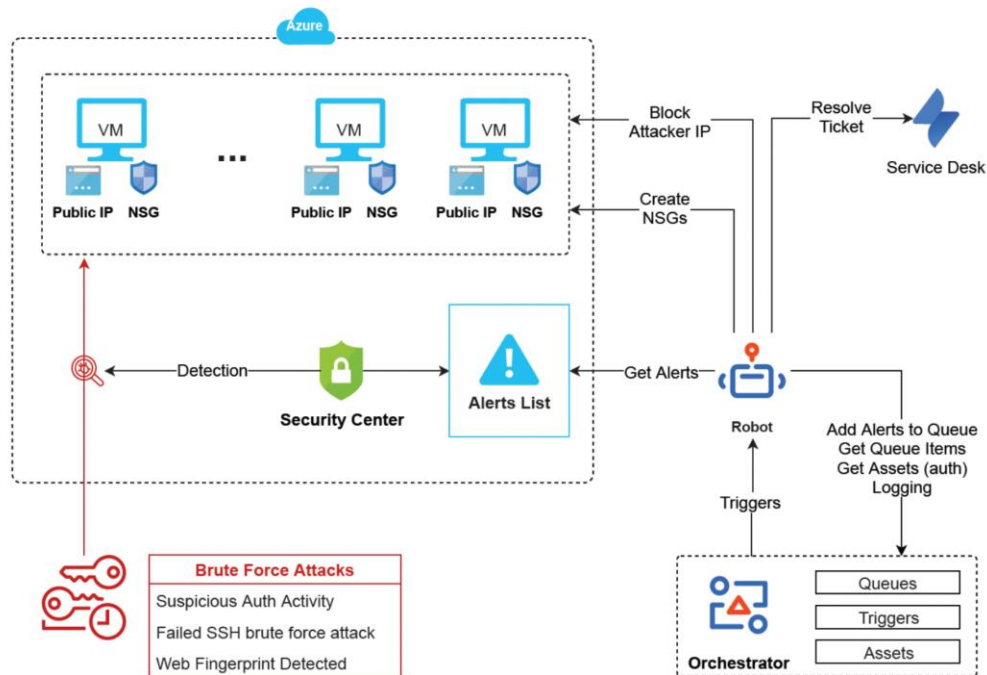 Azure
VM
...
VM
VM
Public IP NSG
Public IP NSG
Public IP NSG
Block
Attacker IP
Resolve
Ticket
Service Desk
Create
NSGs
Detection
Security Center
Alerts List
Get Alerts
Robot
Add Alerts to Queue
Get Queue Items
Get Assets (auth)
Logging
Triggers
Brute Force Attacks
Suspicious Auth Activity
Failed SSH brute force attack
Web Fingerprint Detected
Orchestrator
Queues
Triggers
Assets